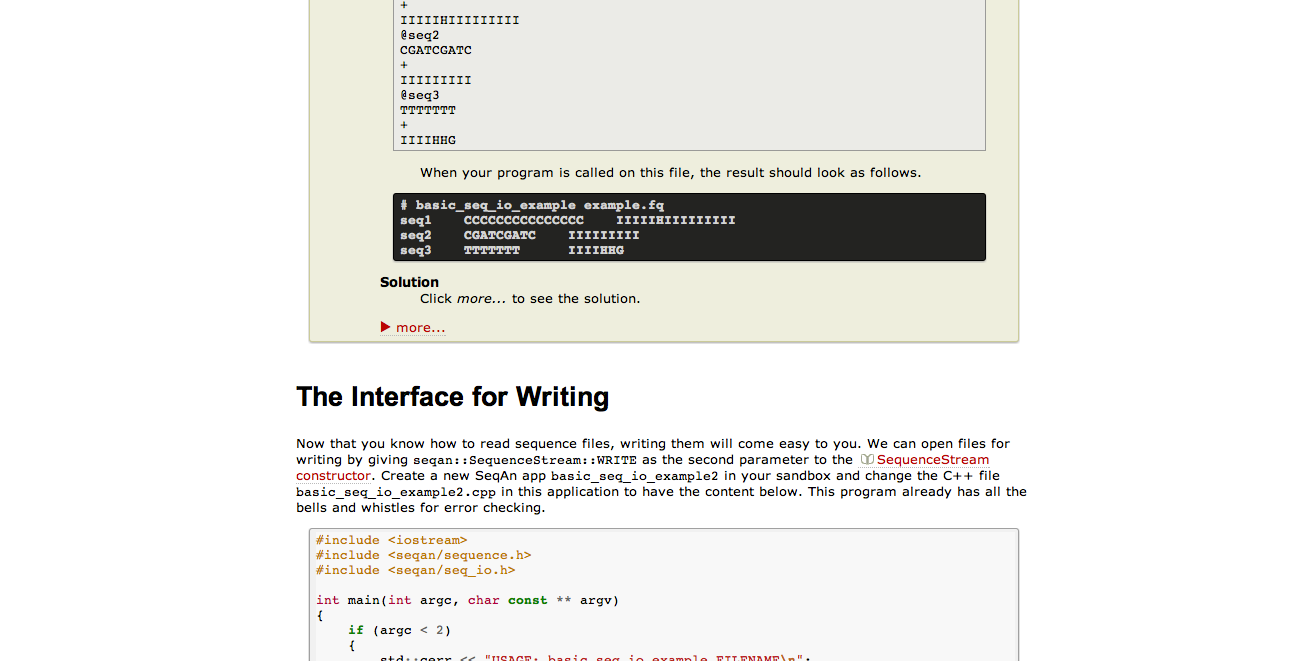 +
IIIIIHIIIIIIIII
@seq2
CGATCGATC
+
IIIIIIIII
@seq3
TTTTTTT
+
IIIIHHG
When your program is called on this file, the result should look as follows.
# basic_seq_io_example example.fq
seq1    CCCCCCCCCCCCCCC    IIIIIHIIIIIIIII
seq2    CGATCGATC    IIIIIIIII
seq3    TTTTTTT      IIIIHHG
Solution
Click more... to see the solution.
more...
The Interface for Writing
Now that you know how to read sequence files, writing them will come easy to you. We can open files for
writing by giving seqan::SequenceStream::WRITE as the second parameter to the SequenceStream
constructor. Create a new SeqAn app basic_seq_io_example2 in your sandbox and change the C++ file
basic_seq_io_example2.cpp in this application to have the content below. This program already has all the
bells and whistles for error checking.
#include <iostream>
#include <seqan/sequence.h>
#include <seqan/seq_io.h>
int main(int argc, char const ** argv)
{
    if (argc < 2)
    {
        std::cerr << "USAGE: basic_seq_io_example FILENAME\n";